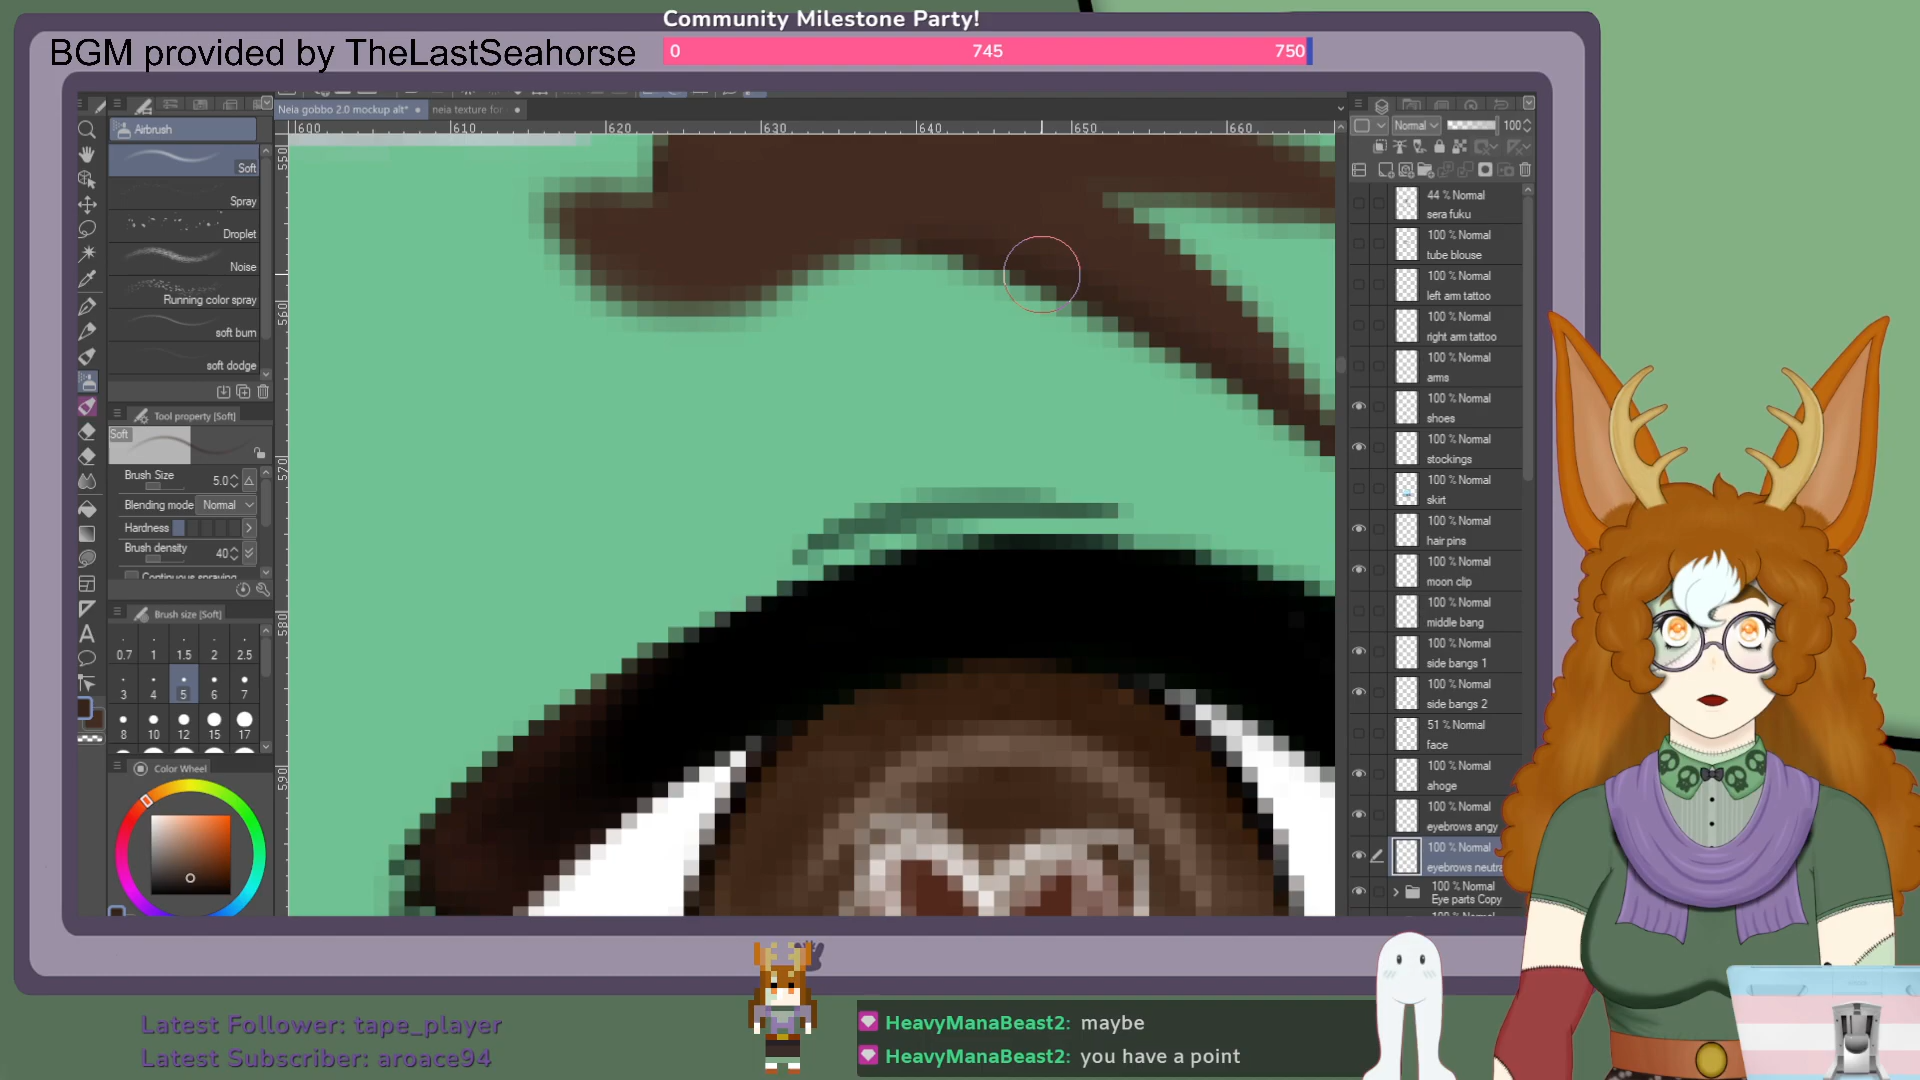 Community Milestone Party!
BGM provided by TheLastSeahorse
0 745 750
Neia gobbo 2.0 mockup alt*
neia texture for
600 610 620 630 640 650 660
550
560
570
580
590
Airbrush
Soft
Spray
Droplet
Noise
Running color spray
soft burn
soft dodge
Tool property [Soft]
Soft
Brush Size 5.0
Blending mode Normal
Hardness
Brush density 40
Continuous spraying
Brush size [Soft]
0.7 1 1.5 2 2.5
3 4 5 6 7
8 10 12 15 17
Color Wheel
Normal 100
44 % Normal
sera fuku
100 % Normal
tube blouse
100 % Normal
left arm tattoo
100 % Normal
right arm tattoo
100 % Normal
arms
100 % Normal
shoes
100 % Normal
stockings
100 % Normal
skirt
100 % Normal
hair pins
100 % Normal
moon clip
100 % Normal
middle bang
100 % Normal
side bangs 1
100 % Normal
side bangs 2
51 % Normal
face
100 % Normal
ahoge
100 % Normal
eyebrows angy
100 % Normal
eyebrows neutra
100 % Normal
Eye parts Copy
Latest Follower: tape_player
Latest Subscriber: aroace94
HeavyManaBeast2: maybe
HeavyManaBeast2: you have a point